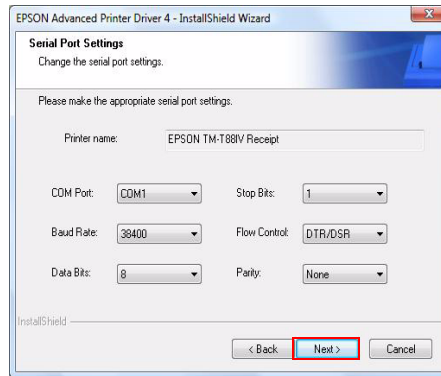 EPSON Advanced Printer Driver 4 - InstallShield Wizard
Serial Port Settings
Change the serial port settings.
Please make the appropriate serial port settings.
Printer name: EPSON TM-T88IV Receipt
COM Port: COM1 Stop Bits: 1
Baud Rate: 38400 Flow Control: DTR/DSR
Data Bits: 8 Parity: None
InstallShield
< Back Next > Cancel